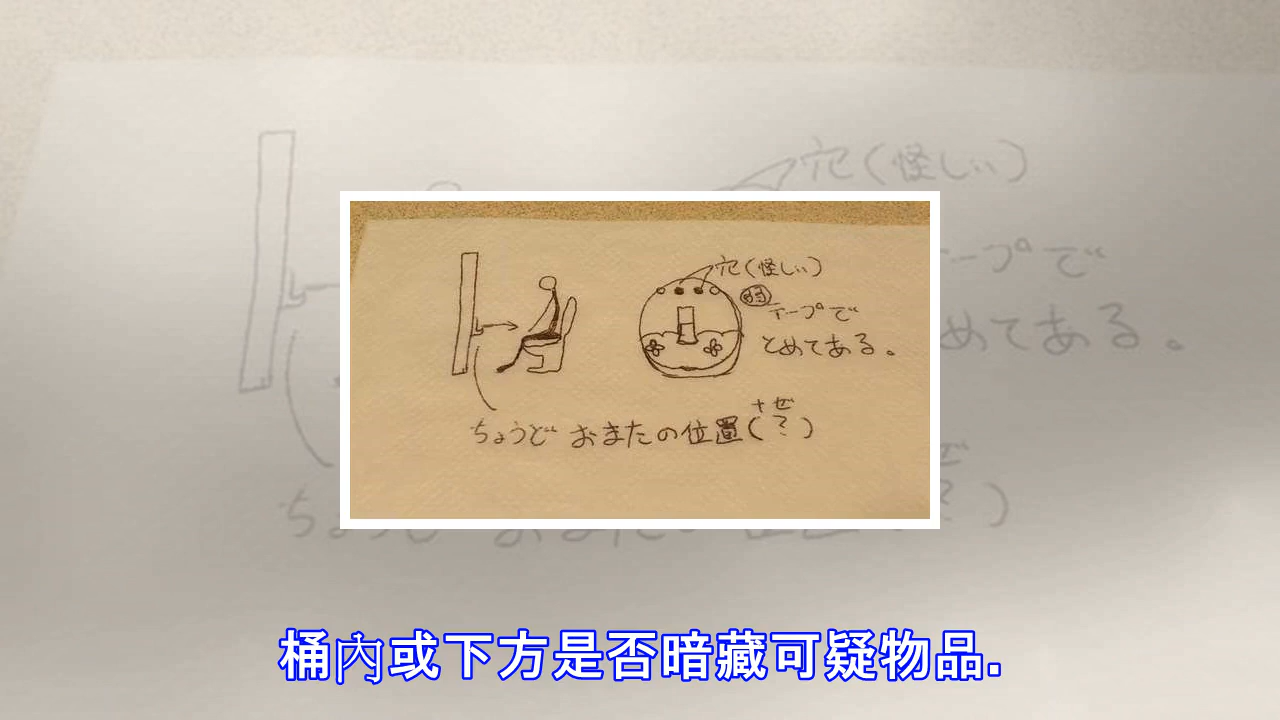 穴(怪しい)
テープで
とめてある。
なぜ
ちょうど おまたの位置(?)
桶內或下方是否暗藏可疑物品.